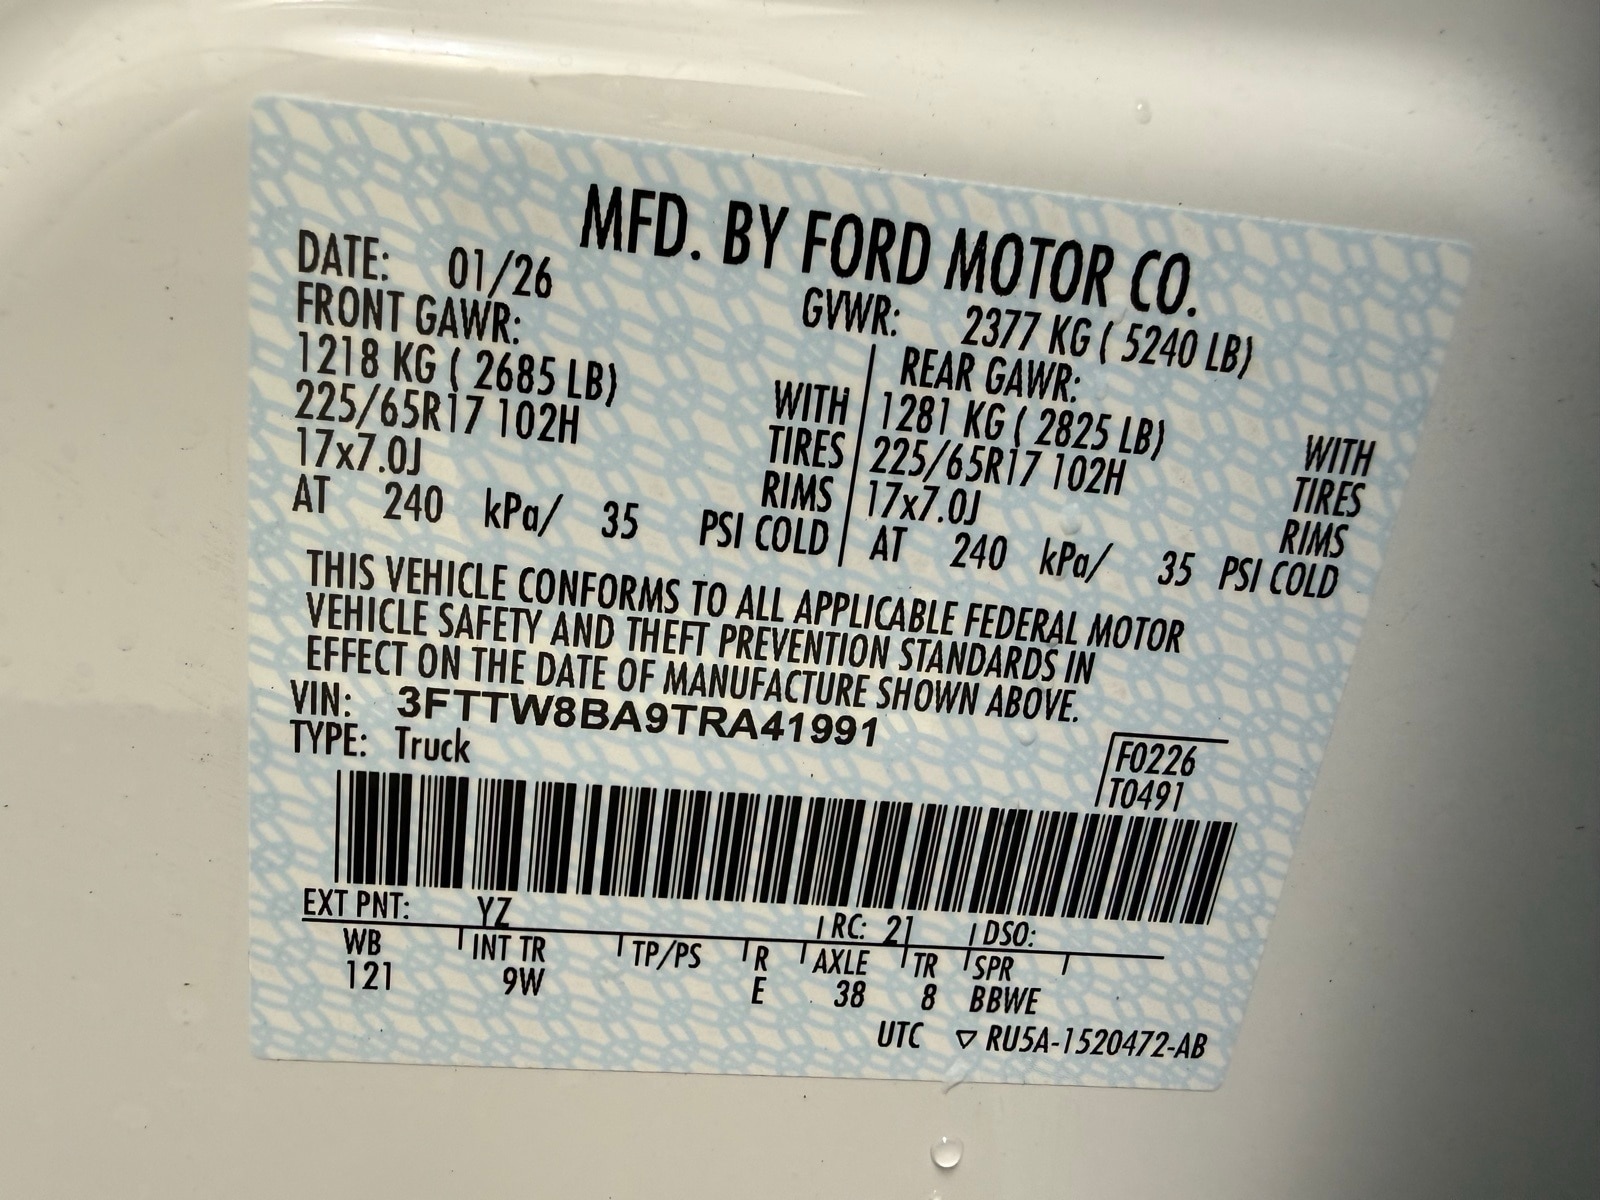 MFD. BY FORD MOTOR CO.
DATE: 01/26 GVWR: 2377 KG ( 5240 LB)
FRONT GAWR: REAR GAWR:
1218 KG ( 2685 LB) WITH 1281 KG ( 2825 LB) WITH
225/65R17 102H TIRES 225/65R17 102H TIRES
17x7.0J RIMS 17x7.0J RIMS
AT 240 kPa/ 35 PSI COLD AT 240 kPa/ 35 PSI COLD
THIS VEHICLE CONFORMS TO ALL APPLICABLE FEDERAL MOTOR
VEHICLE SAFETY AND THEFT PREVENTION STANDARDS IN
EFFECT ON THE DATE OF MANUFACTURE SHOWN ABOVE.
VIN: 3FTTW8BA9TRA41991
TYPE: Truck
F0226
T0491
EXT PNT: YZ RC: 21 DSO:
WB INT TR TP/PS R AXLE TR SPR
121 9W E 38 8 BBWE
UTC ▽ RU5A-1520472-AB